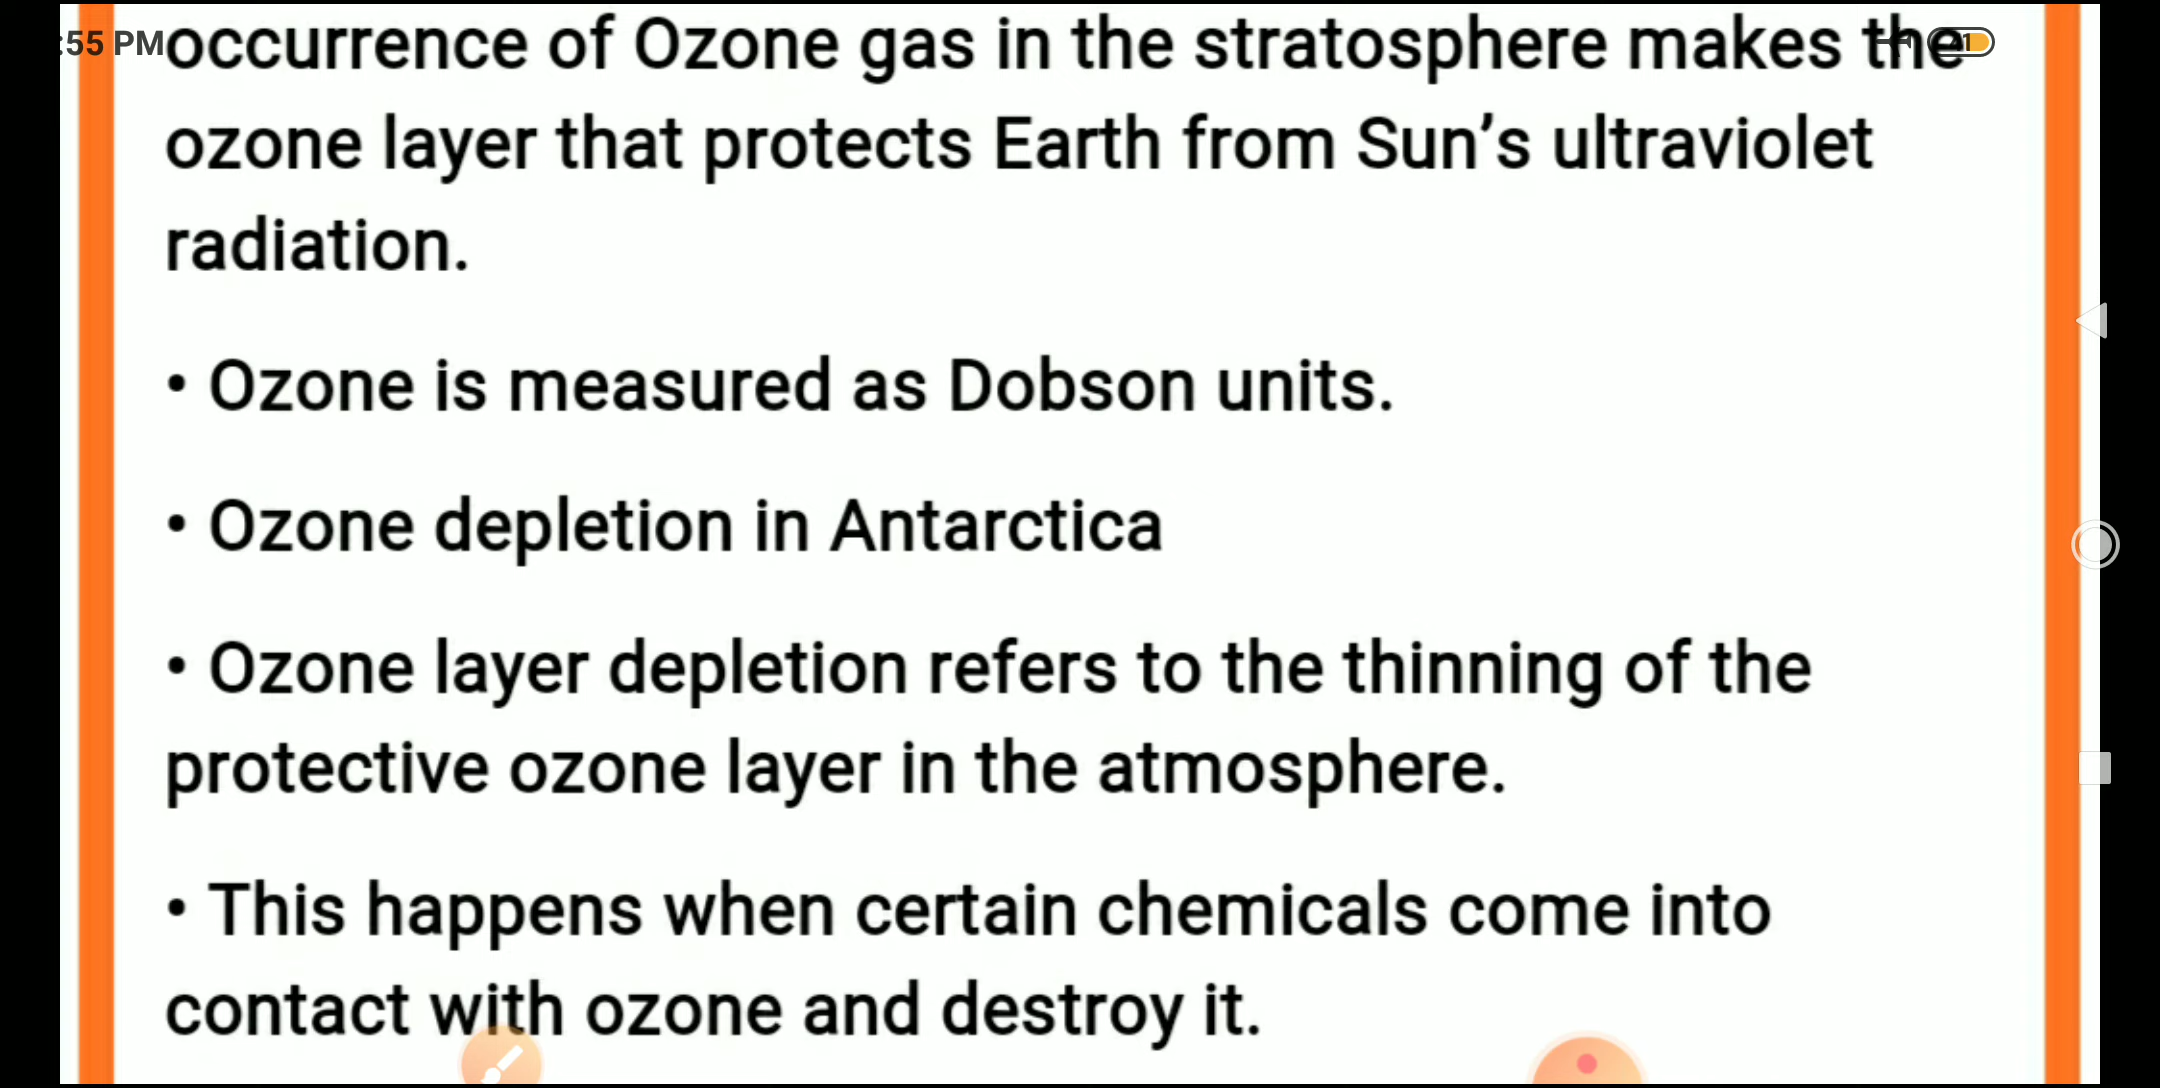 :55 PM
occurrence of Ozone gas in the stratosphere makes the
ozone layer that protects Earth from Sun’s ultraviolet
radiation.
• Ozone is measured as Dobson units.
• Ozone depletion in Antarctica
• Ozone layer depletion refers to the thinning of the
protective ozone layer in the atmosphere.
• This happens when certain chemicals come into
contact with ozone and destroy it.